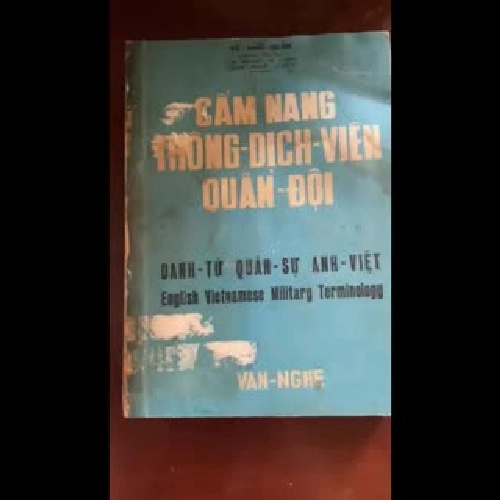 CẨM NANG
THÔNG-DỊCH-VIÊN
QUÂN-ĐỘI
DANH-TỪ QUÂN-SỰ ANH-VIỆT
English Vietnamese Military Terminology
VĂN-NGHỆ